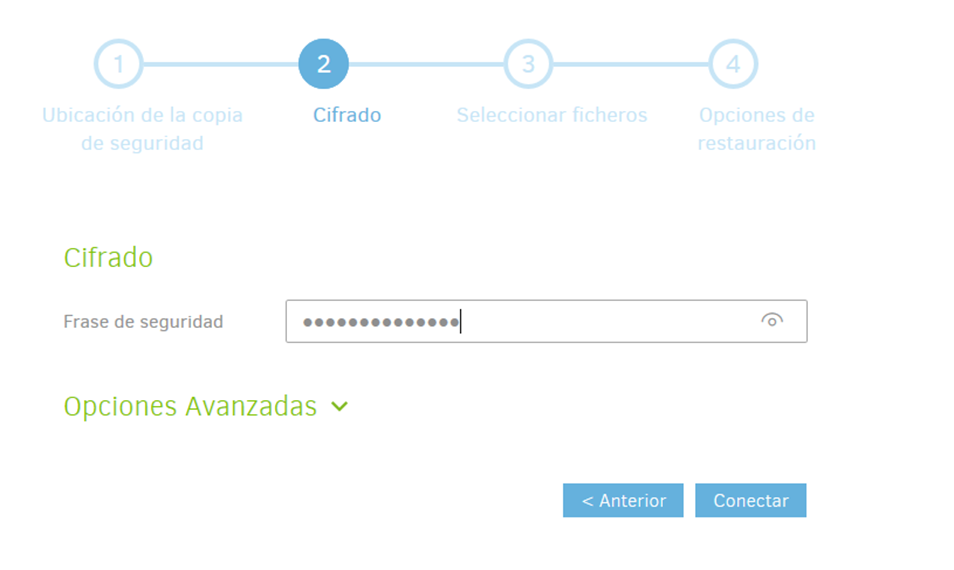 1
2
3
4
Ubicación de la copia
de seguridad
Cifrado
Seleccionar ficheros
Opciones de
restauración
Cifrado
Frase de seguridad
●●●●●●●●●●●●●●
Opciones Avanzadas
< Anterior
Conectar